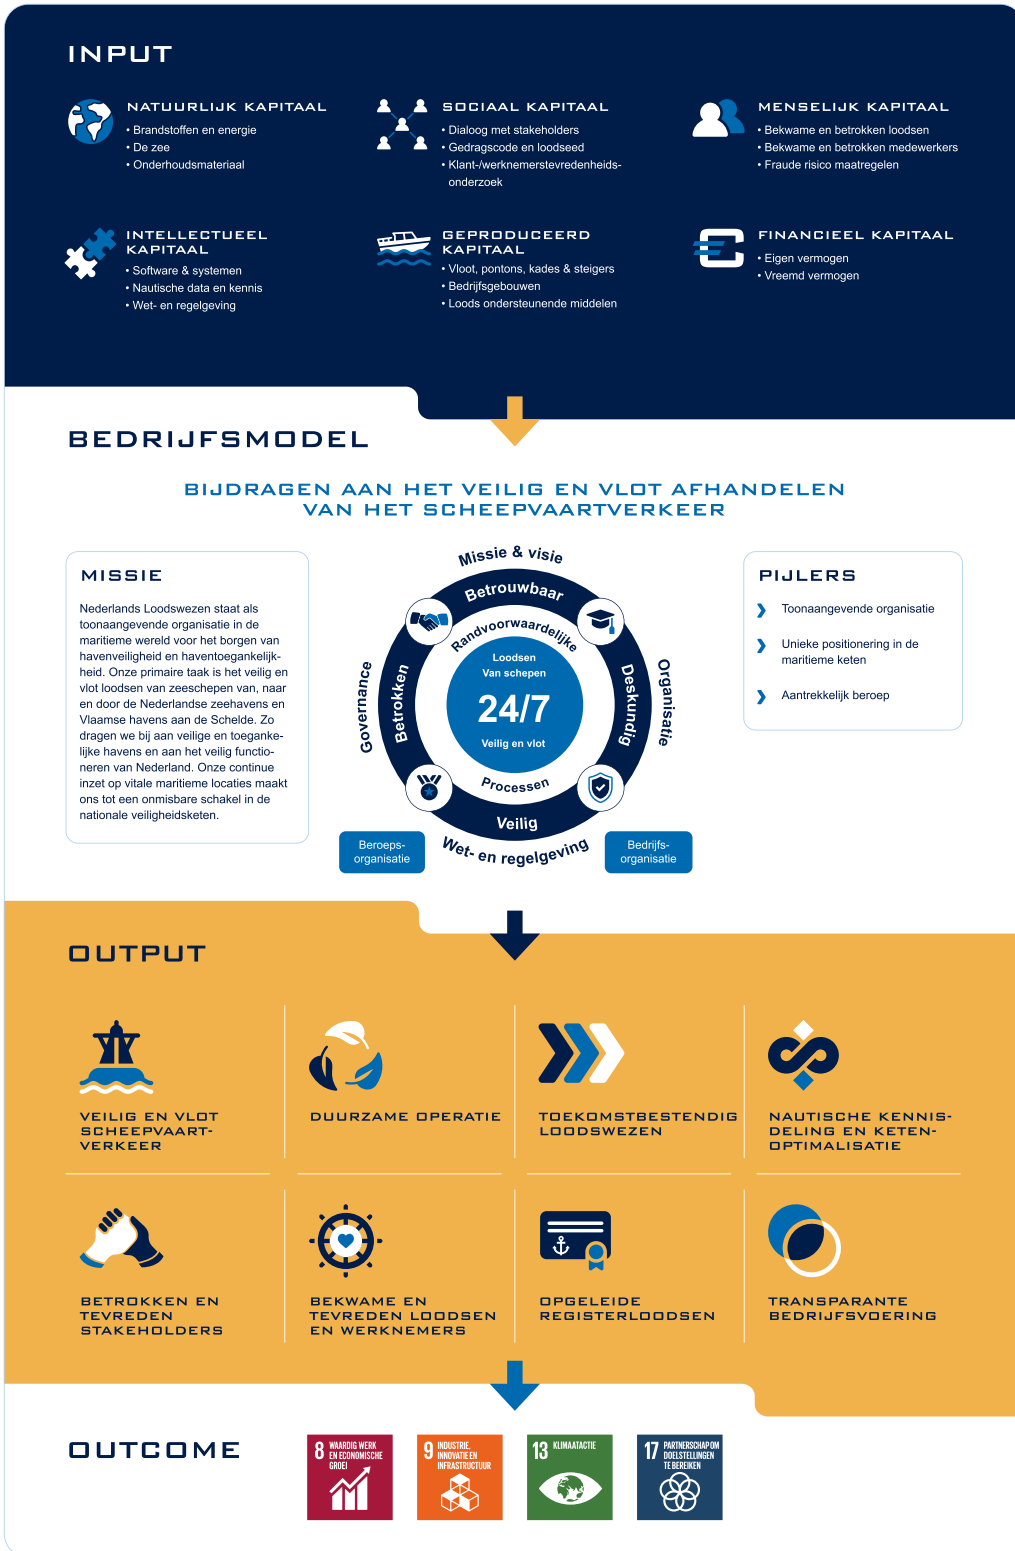 INPUT
NATUURLIJK KAPITAAL
• Brandstoffen en energie
• De zee
• Onderhoudsmateriaal
SOCIAAL KAPITAAL
• Dialoog met stakeholders
• Gedragscode en loodseed
• Klant-/werknemerstevredenheids-
onderzoek
MENSELIJK KAPITAAL
• Bekwame en betrokken loodsen
• Bekwame en betrokken medewerkers
• Fraude risico maatregelen
INTELLECTUEEL
KAPITAAL
• Software & systemen
• Nautische data en kennis
• Wet- en regelgeving
GEPRODUCEERD
KAPITAAL
• Vloot, pontons, kades & steigers
• Bedrijfsgebouwen
• Loods ondersteunende middelen
FINANCIEEL KAPITAAL
• Eigen vermogen
• Vreemd vermogen
BEDRIJFSMODEL
BIJDRAGEN AAN HET VEILIG EN VLOT AFHANDELEN
VAN HET SCHEEPVAARTVERKEER
MISSIE
Nederlands Loodswezen staat als
toonaangevende organisatie in de
maritieme wereld voor het borgen van
havenveiligheid en haventoegankelijk-
heid. Onze primaire taak is het veilig en
vlot loodsen van zeeschepen van, naar
en door de Nederlandse zeehavens en
Vlaamse havens aan de Schelde. Zo
dragen we bij aan veilige en toeganke-
lijke havens en aan het veilig functio-
neren van Nederland. Onze continue
inzet op vitale maritieme locaties maakt
ons tot een onmisbare schakel in de
nationale veiligheidsketen.
Missie & visie
Betrouwbaar
Randvoorwaardelijke
Governance
Betrokken
Loodsen
Van schepen
24/7
Veilig en vlot
Deskundig
Organisatie
Processen
Veilig
Wet- en regelgeving
Beroeps-
organisatie
Bedrijfs-
organisatie
PIJLERS
Toonaangevende organisatie
Unieke positionering in de
maritieme keten
Aantrekkelijk beroep
OUTPUT
VEILIG EN VLOT
SCHEEPVAART-
VERKEER
DUURZAME OPERATIE
TOEKOMSTBESTENDIG
LOODSWEZEN
NAUTISCHE KENNIS-
DELING EN KETEN-
OPTIMALISATIE
BETROKKEN EN
TEVREDEN
STAKEHOLDERS
BEKWAME EN
TEVREDEN LOODSEN
EN WERKNEMERS
OPGELEIDE
REGISTERLOODSEN
TRANSPARANTE
BEDRIJFSVOERING
OUTCOME
8 WAARDIG WERK
EN ECONOMISCHE
GROEI
9 INDUSTRIE,
INNOVATIE EN
INFRASTRUCTUUR
13 KLIMAATACTIE
17 PARTNERSCHAP OM
DOELSTELLINGEN
TE BEREIKEN